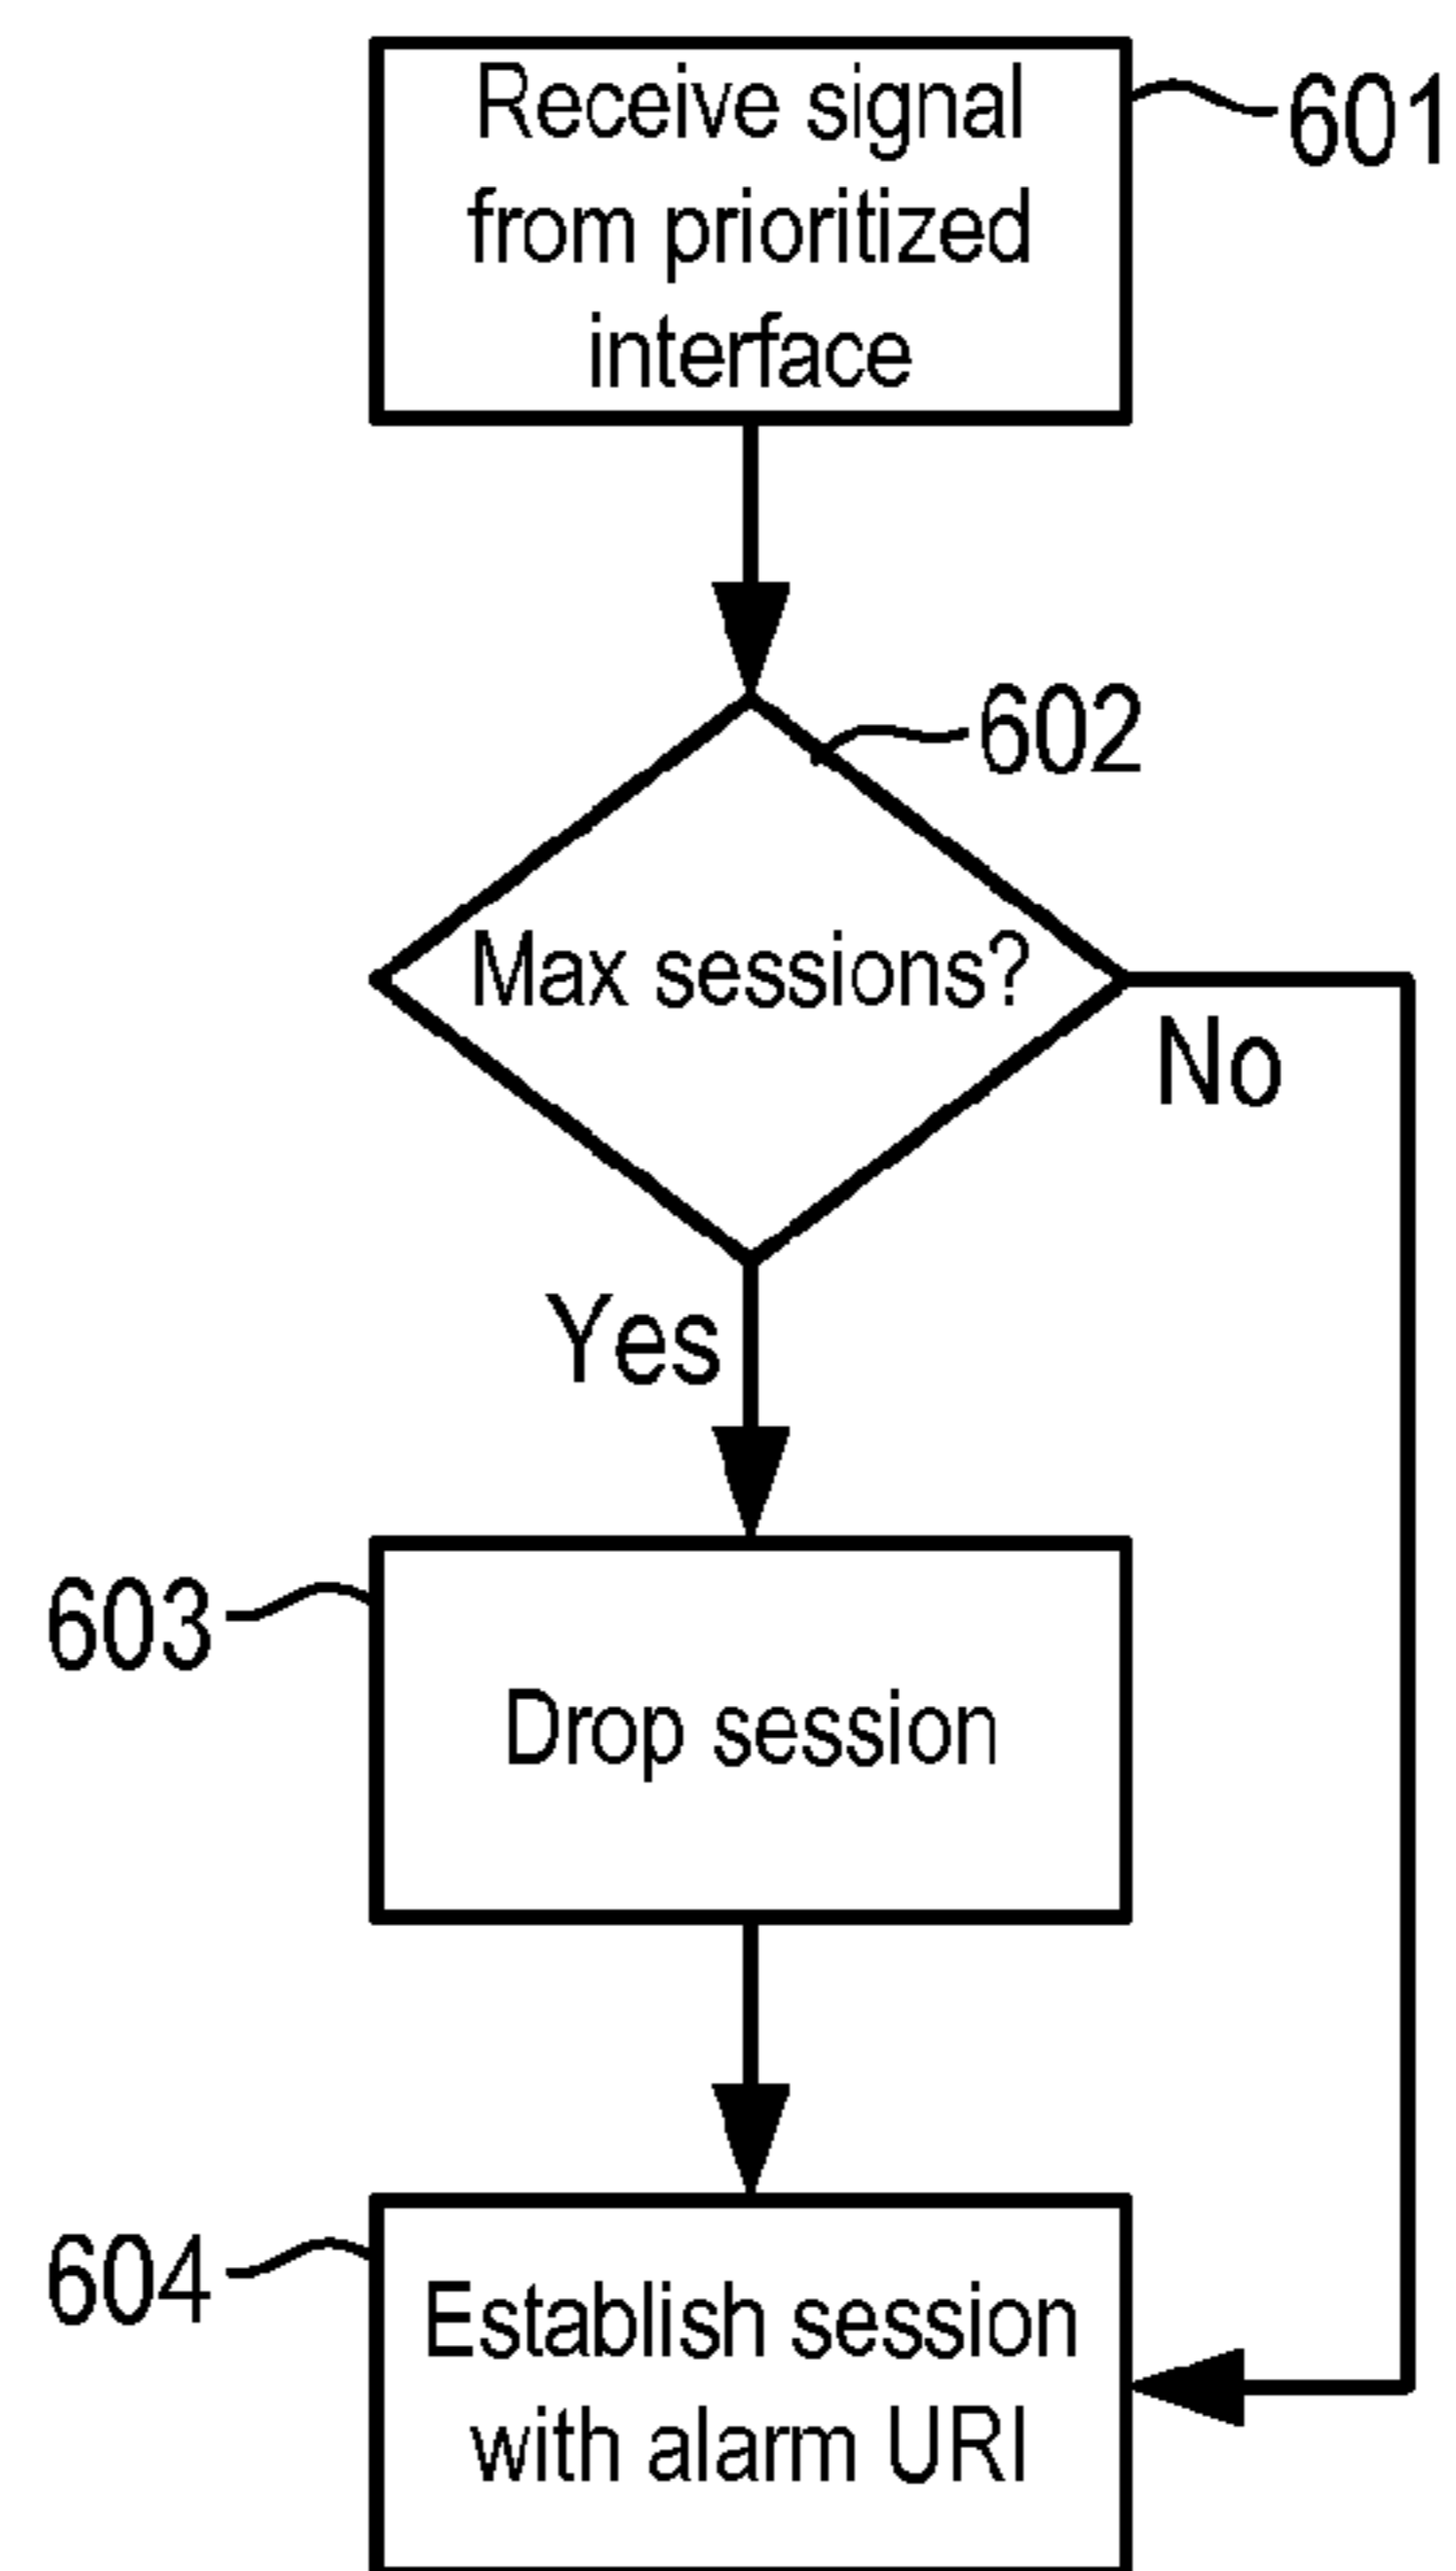 Receive signal
from prioritized
interface
601
602
Max sessions?
No
Yes
603
Drop session
604
Establish session
with alarm URI